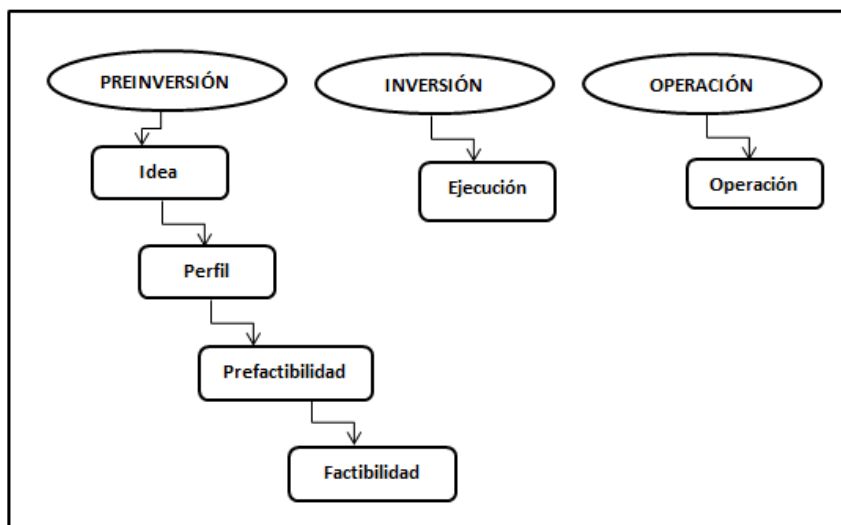 PREINVERSIÓN
INVERSIÓN
OPERACIÓN
Idea
Ejecución
Operación
Perfil
Prefactibilidad
Factibilidad